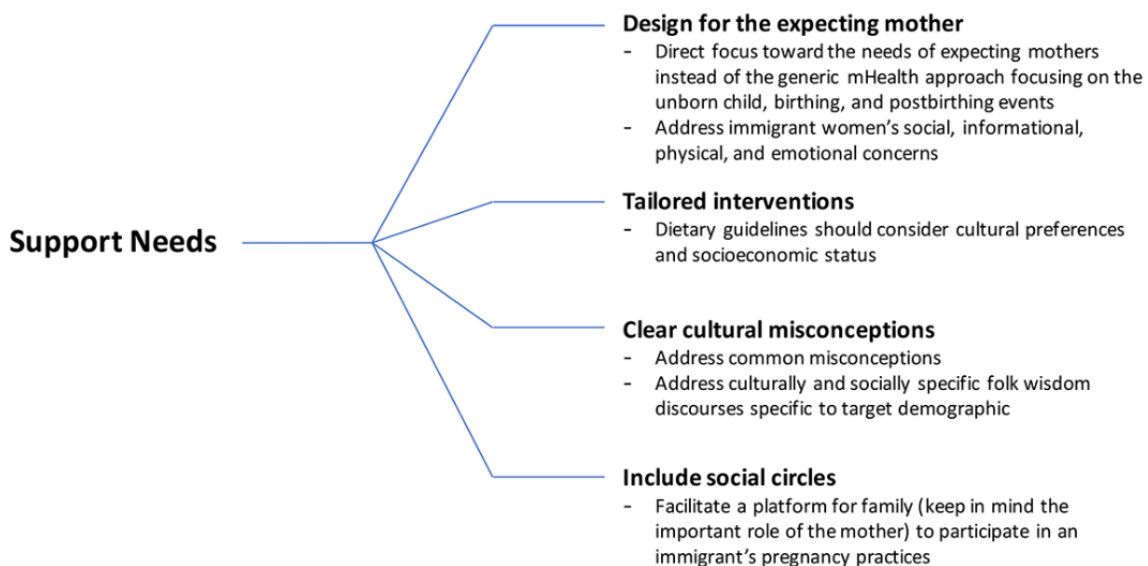 Design for the expecting mother
- Direct focus toward the needs of expecting mothers
instead of the generic mHealth approach focusing on the
unborn child, birthing, and postbirthing events
- Address immigrant women's social, informational,
physical, and emotional concerns
Tailored interventions
- Dietary guidelines should consider cultural preferences
and socioeconomic status
Support Needs
Clear cultural misconceptions
- Address common misconceptions
- Address culturally and socially specific folk wisdom
discourses specific to target demographic
Include social circles
- Facilitate a platform for family (keep in mind the
important role of the mother) to participate in an
immigrant's pregnancy practices